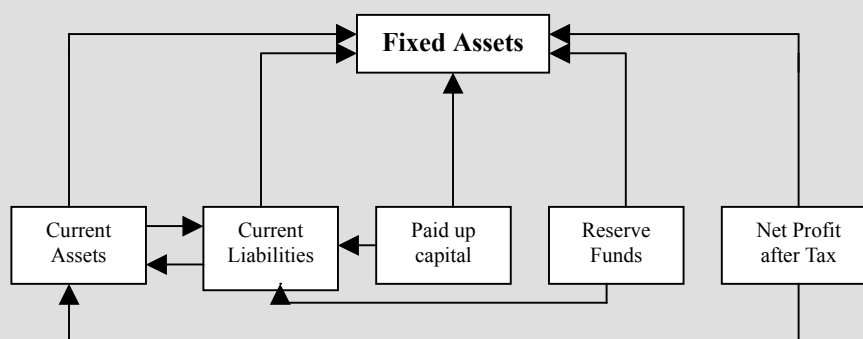 Fixed Assets
Current
Assets
Current
Liabilities
Paid up
capital
Reserve
Funds
Net Profit
after Tax